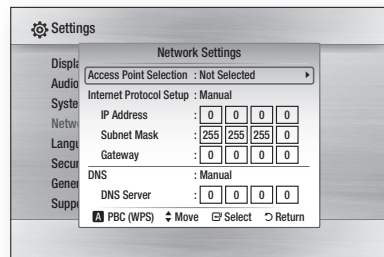 Settings
Network Settings
Displa
Audio
Syste
Netwo
Langu
Secur
Gener
Suppo
Access Point Selection : Not Selected
Internet Protocol Setup : Manual
IP Address : 0 0 0 0
Subnet Mask : 255 255 255 0
Gateway : 0 0 0 0
DNS : Manual
DNS Server : 0 0 0 0
A PBC (WPS) Move Select Return